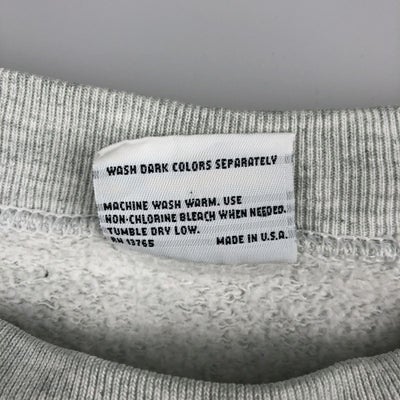 WASH DARK COLORS SEPARATELY
MACHINE WASH WARM. USE
NON-CHLORINE BLEACH WHEN NEEDED.
TUMBLE DRY LOW.
RN 13765 MADE IN U.S.A.